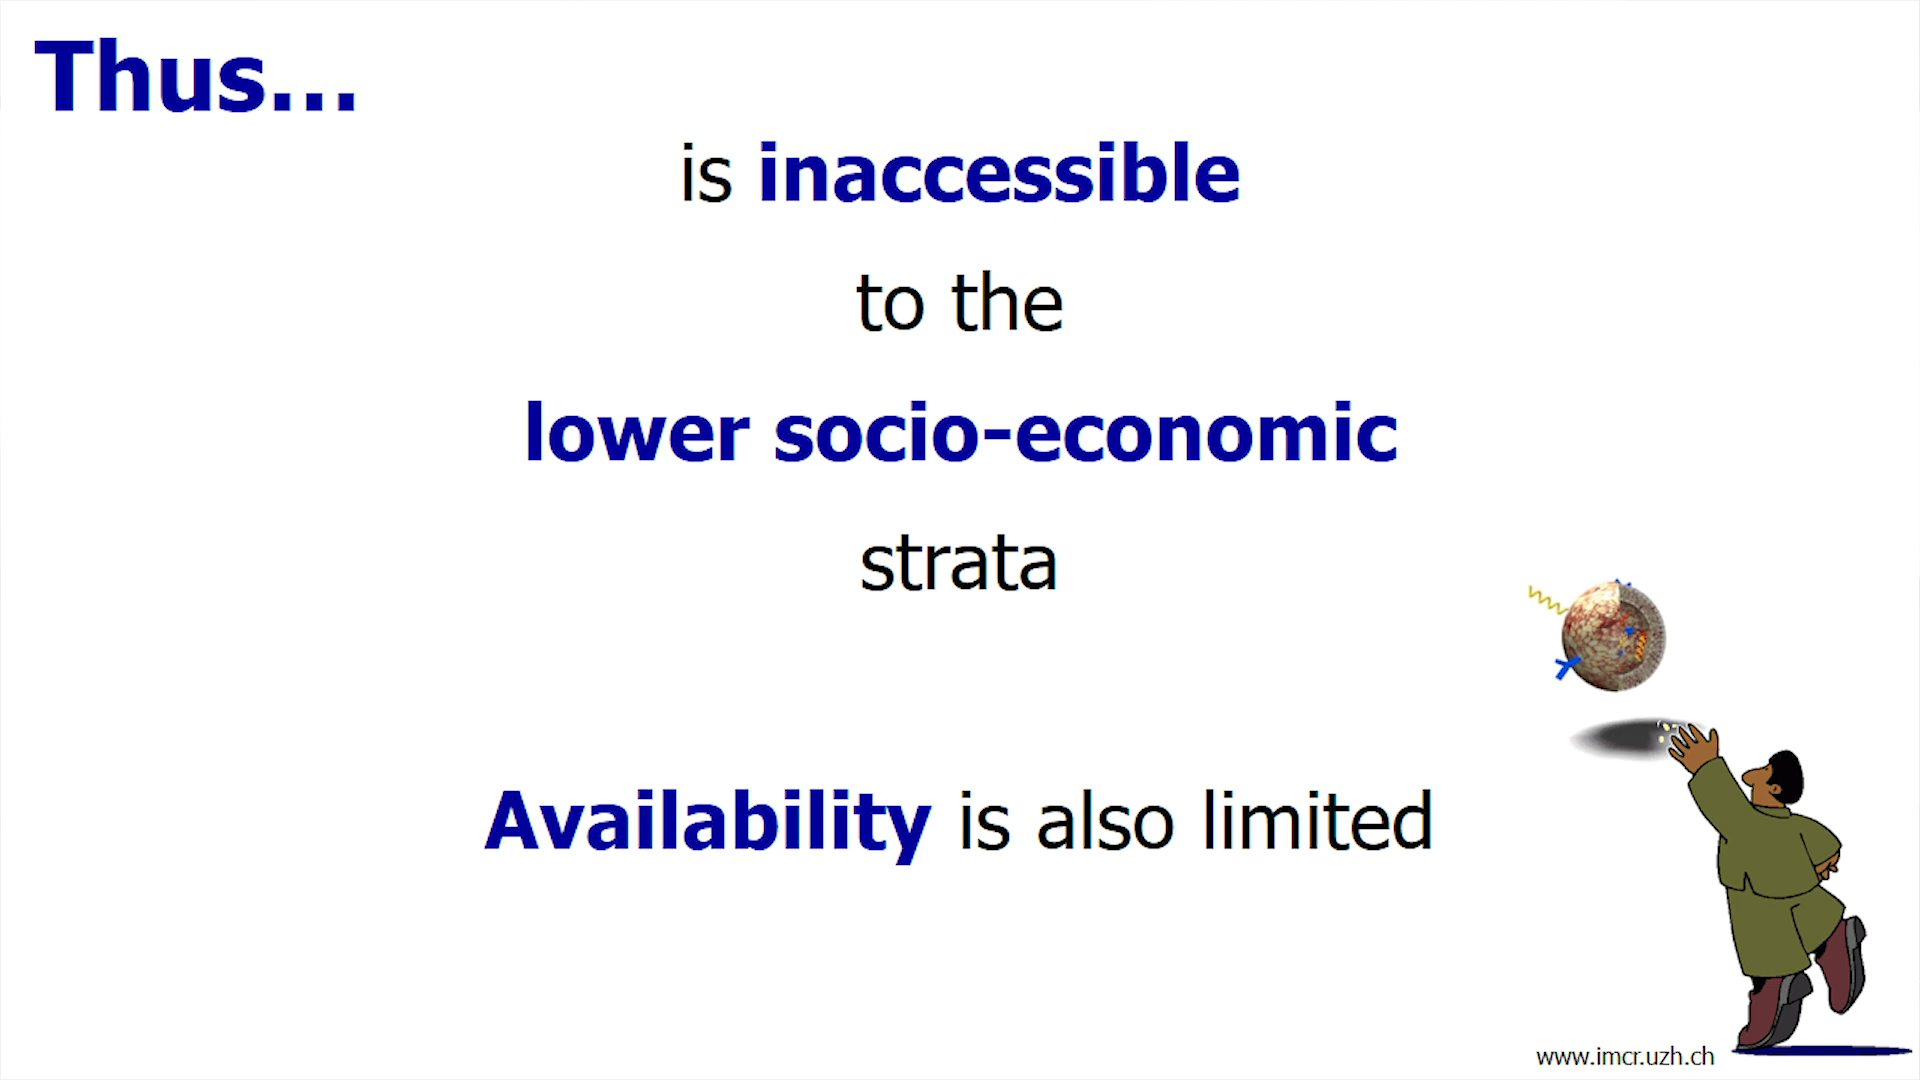 Thus...
is inaccessible
to the
lower socio-economic
strata
Availability is also limited
www.imcr.uzh.ch